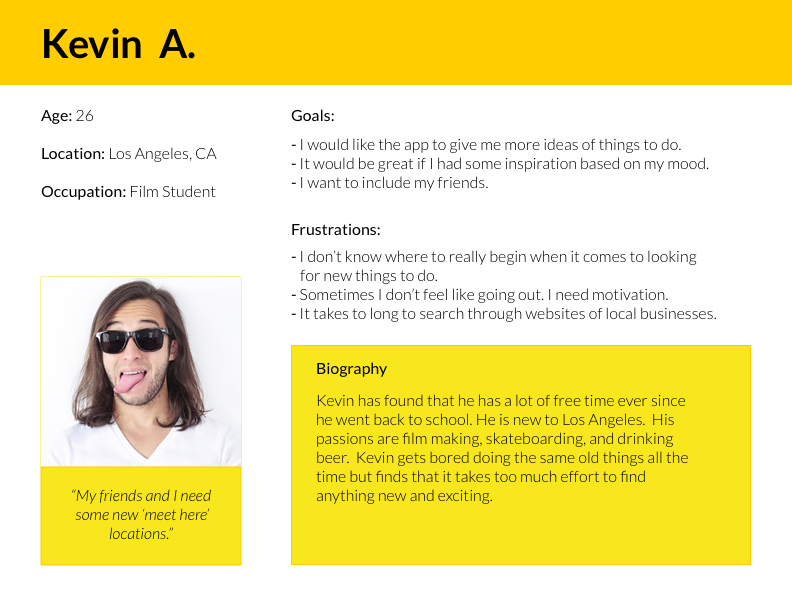 Kevin A.
Age: 26
Location: Los Angeles, CA
Occupation: Film Student
“My friends and I need
some new ‘meet here’
locations.”
Goals:
- I would like the app to give me more ideas of things to do.
- It would be great if I had some inspiration based on my mood.
- I want to include my friends.
Frustrations:
- I don’t know where to really begin when it comes to looking
for new things to do.
- Sometimes I don’t feel like going out. I need motivation.
- It takes to long to search through websites of local businesses.
Biography
Kevin has found that he has a lot of free time ever since
he went back to school. He is new to Los Angeles. His
passions are film making, skateboarding, and drinking
beer. Kevin gets bored doing the same old things all the
time but finds that it takes too much effort to find
anything new and exciting.